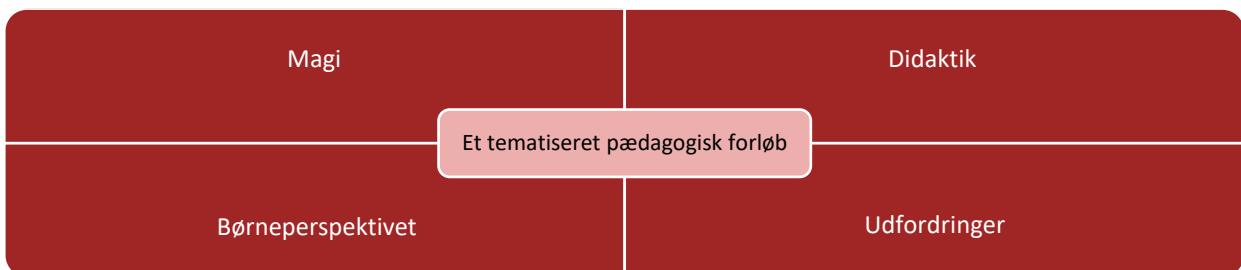 Magi
Didaktik
Et tematiseret pædagogisk forløb
Børneperspektivet
Udfordringer